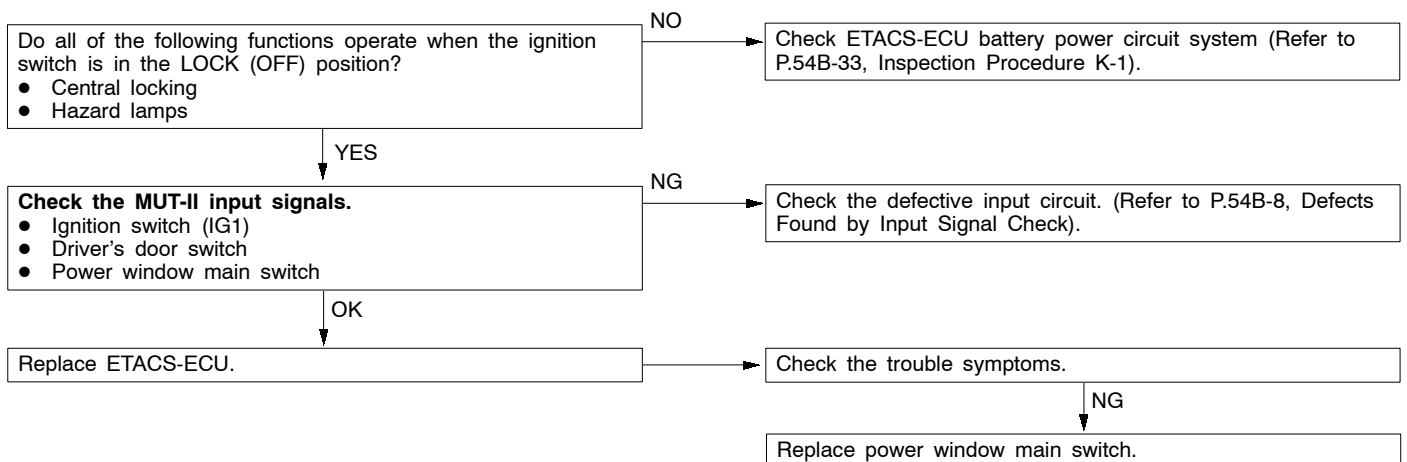 Do all of the following functions operate when the ignition
switch is in the LOCK (OFF) position?
● Central locking
● Hazard lamps
NO
Check ETACS-ECU battery power circuit system (Refer to
P.54B-33, Inspection Procedure K-1).
YES
Check the MUT-II input signals.
● Ignition switch (IG1)
● Driver's door switch
● Power window main switch
NG
Check the defective input circuit. (Refer to P.54B-8, Defects
Found by Input Signal Check).
OK
Replace ETACS-ECU.
Check the trouble symptoms.
NG
Replace power window main switch.